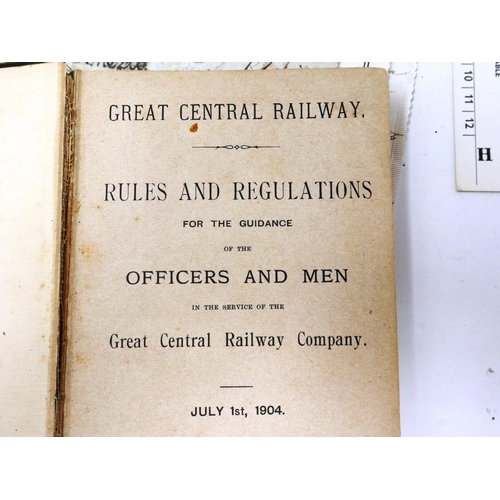 GREAT CENTRAL RAILWAY.
RULES AND REGULATIONS
FOR THE GUIDANCE
OF THE
OFFICERS AND MEN
IN THE SERVICE OF THE
Great Central Railway Company.
JULY 1st, 1904.
10 11 12
H